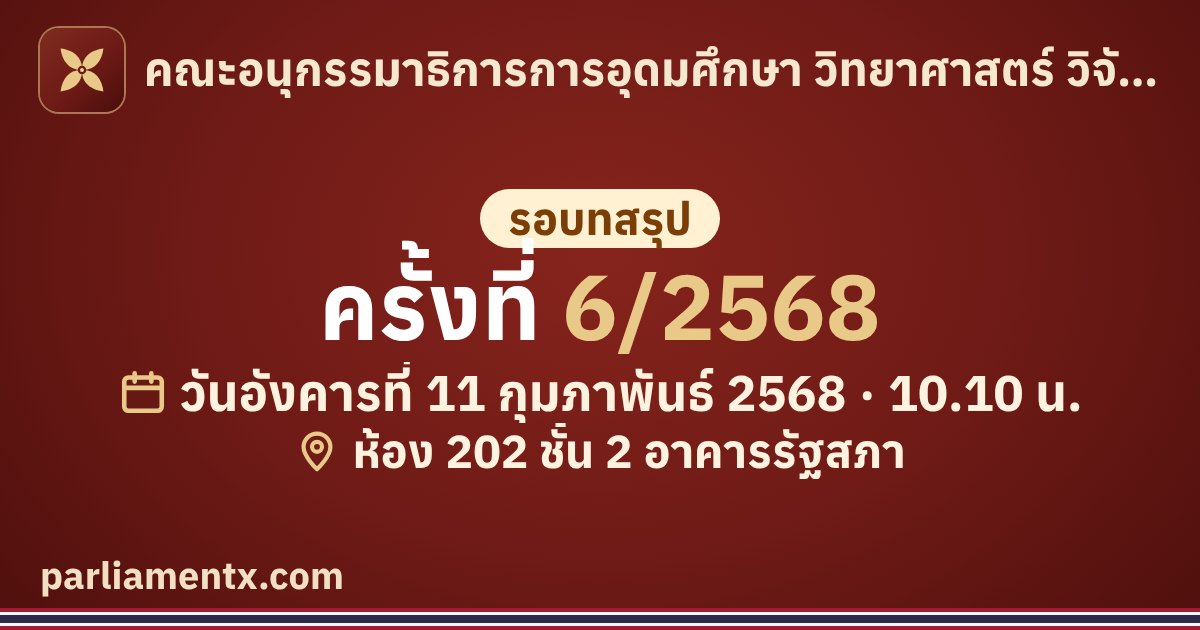 คณะอนุกรรมาธิการการอุดมศึกษา วิทยาศาสตร์ วิจั...
รอบทสรุป
ครั้งที่ 6/2568
วันอังคารที่ 11 กุมภาพันธ์ 2568 · 10.10 น.
ห้อง 202 ชั้น 2 อาคารรัฐสภา
parliamentx.com